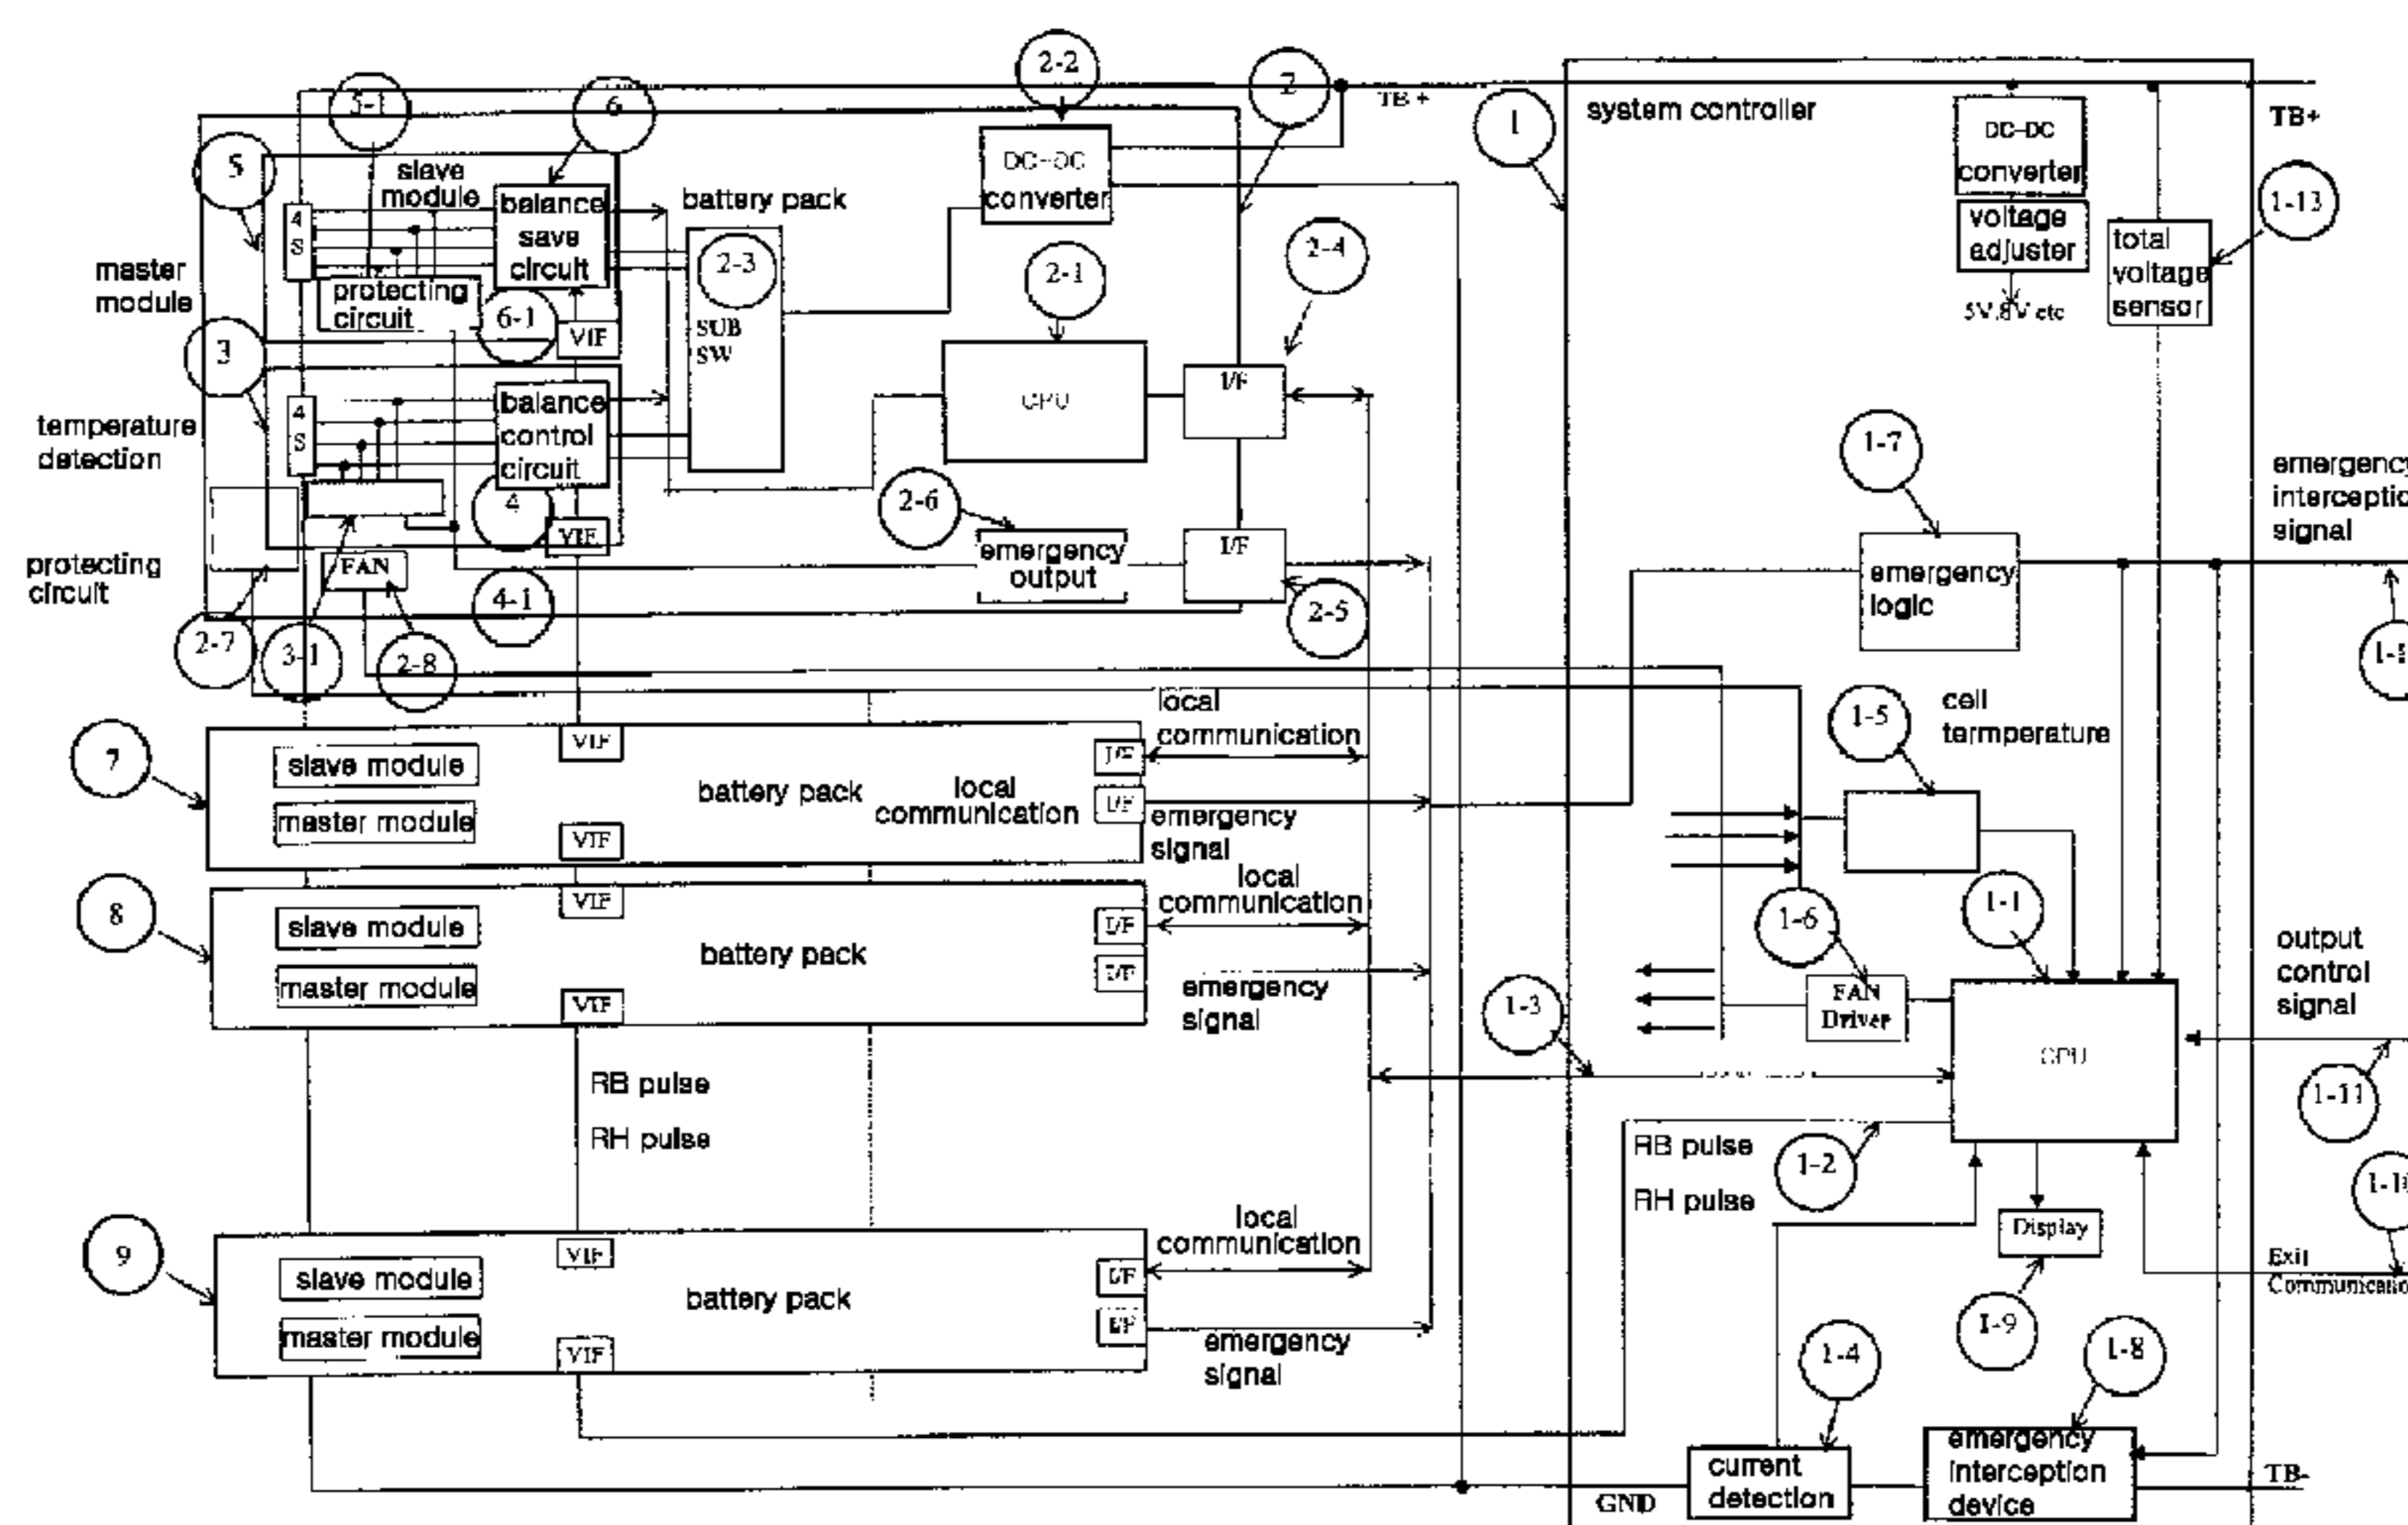 2-2
2
5-1
6
TB +
1
system controller
TB+
5
slave
module
balance
save
circuit
battery pack
DC-DC
converter
DC-DC
converter
voltage
adjuster
5V.8V etc
1-13
total
voltage
sensor
4
S
master
module
protecting
circuit
6-1
VIF
2-3
SUB
SW
2-1
2-4
CPU
I/F
3
4
S
balance
control
circuit
temperature
detection
4
VIF
2-6
emergency
output
I/F
2-5
1-7
emergency
logic
interceptio
signal
protecting
circuit
FAN
4-1
2-7
3-1
2-8
local
communication
1-5
cell
termperature
7
slave module
master module
VIF
VIF
battery pack
local
communication
I/F
I/F
emergency
signal
8
slave module
master module
VIF
VIF
battery pack
local
communication
I/F
I/F
emergency
signal
1-3
1-6
FAN
Driver
1-1
CPU
output
control
signal
1-11
RB pulse
RH pulse
RB pulse
RH pulse
1-2
Display
1-9
Exit
9
slave module
master module
VIF
VIF
battery pack
local
communication
I/F
I/F
emergency
signal
1-4
1-8
GND
current
detection
emergency
interception
device
TB-